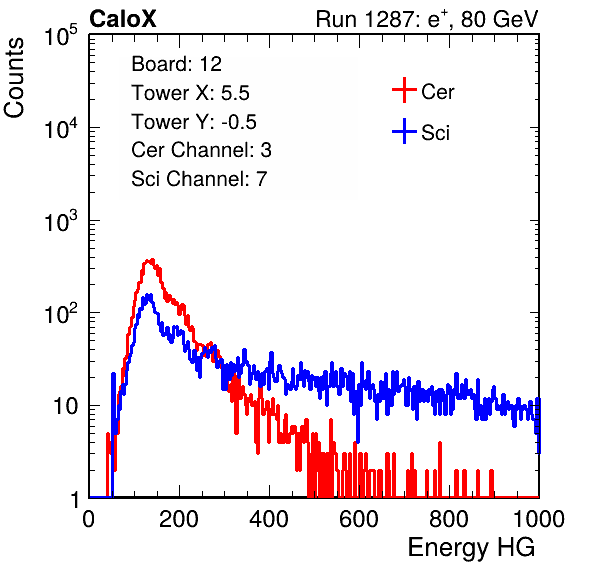 CaloX Run 1287: e⁺, 80 GeV
Counts
Board: 12
Tower X: 5.5
Tower Y: -0.5
Cer Channel: 3
Sci Channel: 7
Cer
Sci
10⁵
10⁴
10³
10²
10
1
0 200 400 600 800 1000
Energy HG